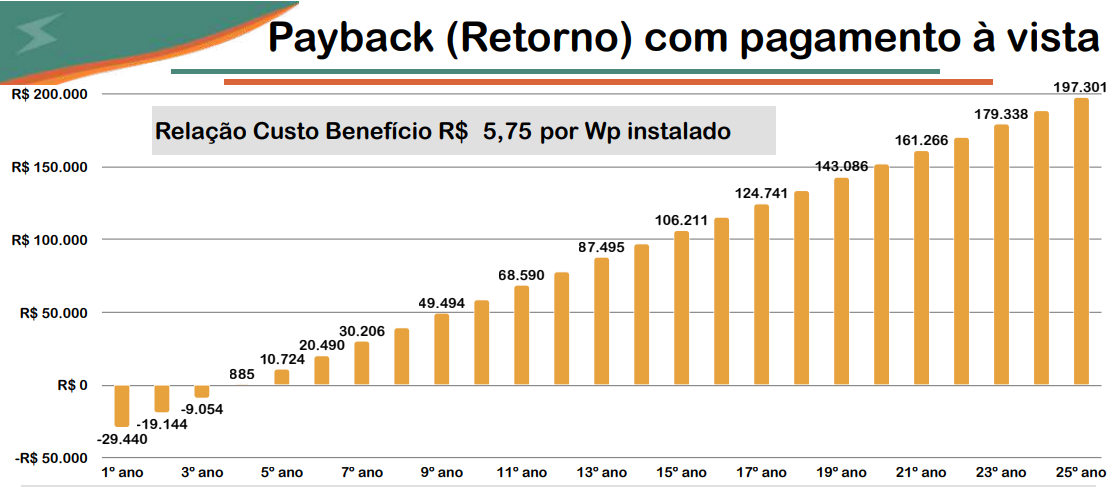 Payback (Retorno) com pagamento à vista
R$ 200.000
R$ 150.000
R$ 100.000
R$ 50.000
R$ 0
-R$ 50.000
Relação Custo Benefício R$  5,75 por Wp instalado
-29.440
-19.144
-9.054
885
10.724
20.490
30.206
49.494
68.590
87.495
106.211
124.741
143.086
161.266
179.338
197.301
1º ano
3º ano
5º ano
7º ano
9º ano
11º ano
13º ano
15º ano
17º ano
19º ano
21º ano
23º ano
25º ano